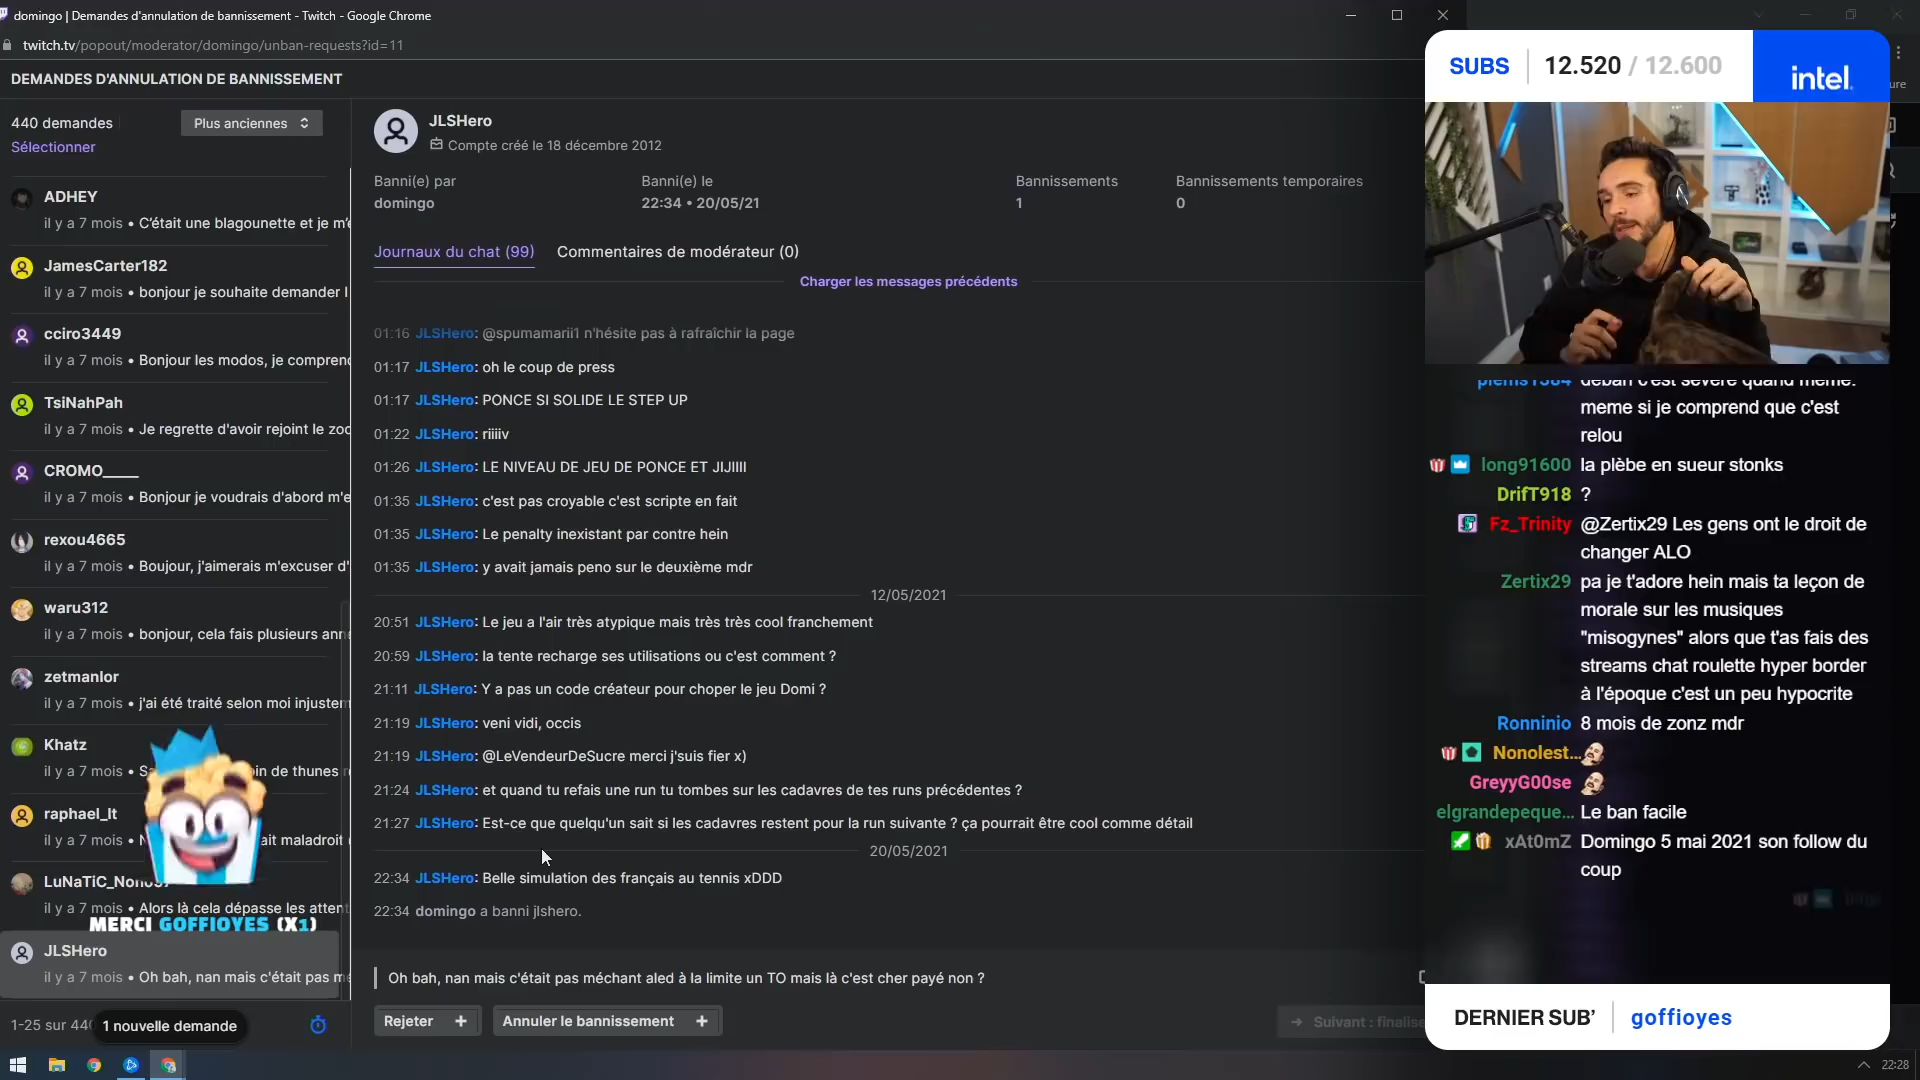 domingo | Demandes d'annulation de bannissement - Twitch - Google Chrome
twitch.tv/popout/moderator/domingo/unban-requests?id=11
DEMANDES D'ANNULATION DE BANNISSEMENT
440 demandes
Plus anciennes
Sélectionner
ADHEY
il y a 7 mois • C'était une blagounette et je m'e
JamesCarter182
il y a 7 mois • bonjour je souhaite demander l
cciro3449
il y a 7 mois • Bonjour les modos, je compren
TsiNahPah
il y a 7 mois • Je regrette d'avoir rejoint le zoo
CROMO_____
il y a 7 mois • Bonjour je voudrais d'abord m'e
rexou4665
il y a 7 mois • Boujour, j'aimerais m'excuser d'
waru312
il y a 7 mois • bonjour, cela fais plusieurs ann
zetmanlor
il y a 7 mois • j'ai été traité selon moi injustem
Khatz
il y a 7 mois • in de thunes
raphael_lt
il y a 7 mois • ait maladroit
il y a 7 mois • Alors là cela dépasse les attent
MERCI GOFFIOYES (X1)
JLSHero
il y a 7 mois • Oh bah, nan mais c'était pas m
1-25 sur 440
1 nouvelle demande
JLSHero
Compte créé le 18 décembre 2012
Banni(e) par
domingo
Banni(e) le
22:34 • 20/05/21
Bannissements
1
Bannissements temporaires
0
Journaux du chat (99)
Commentaires de modérateur (0)
Charger les messages précédents
01:16 JLSHero: @spumamarii1 n'hésite pas à rafraîchir la page
01:17 JLSHero: oh le coup de press
01:17 JLSHero: PONCE SI SOLIDE LE STEP UP
01:22 JLSHero: riiiiv
01:26 JLSHero: LE NIVEAU DE JEU DE PONCE ET JIJIIII
01:35 JLSHero: c'est pas croyable c'est scripte en fait
01:35 JLSHero: Le penalty inexistant par contre hein
01:35 JLSHero: y avait jamais peno sur le deuxième mdr
12/05/2021
20:51 JLSHero: Le jeu a l'air très atypique mais très très cool franchement
20:59 JLSHero: la tente recharge ses utilisations ou c'est comment ?
21:11 JLSHero: Y a pas un code créateur pour choper le jeu Domi ?
21:19 JLSHero: veni vidi, occis
21:19 JLSHero: @LeVendeurDeSucre merci j'suis fier x)
21:24 JLSHero: et quand tu refais une run tu tombes sur les cadavres de tes runs précédentes ?
21:27 JLSHero: Est-ce que quelqu'un sait si les cadavres restent pour la run suivante ? ça pourrait être cool comme détail
20/05/2021
22:34 JLSHero: Belle simulation des français au tennis xDDD
22:34 domingo a banni jlshero.
Oh bah, nan mais c'était pas méchant aled à la limite un TO mais là c'est cher payé non ?
Rejeter +
Annuler le bannissement +
→ Suivant : finalise
SUBS 12.520 / 12.600
intel.
deban c'est severe quand meme.
meme si je comprend que c'est
relou
long91600 la plèbe en sueur stonks
DrifT918 ?
Fz_Trinity @Zertix29 Les gens ont le droit de
changer ALO
Zertix29 pa je t'adore hein mais ta leçon de
morale sur les musiques
"misogynes" alors que t'as fais des
streams chat roulette hyper border
à l'époque c'est un peu hypocrite
Ronninio 8 mois de zonz mdr
Nonolest...
GreyyG00se
elgrandepeque... Le ban facile
xAt0mZ Domingo 5 mai 2021 son follow du
coup
DERNIER SUB' goffioyes
22:28